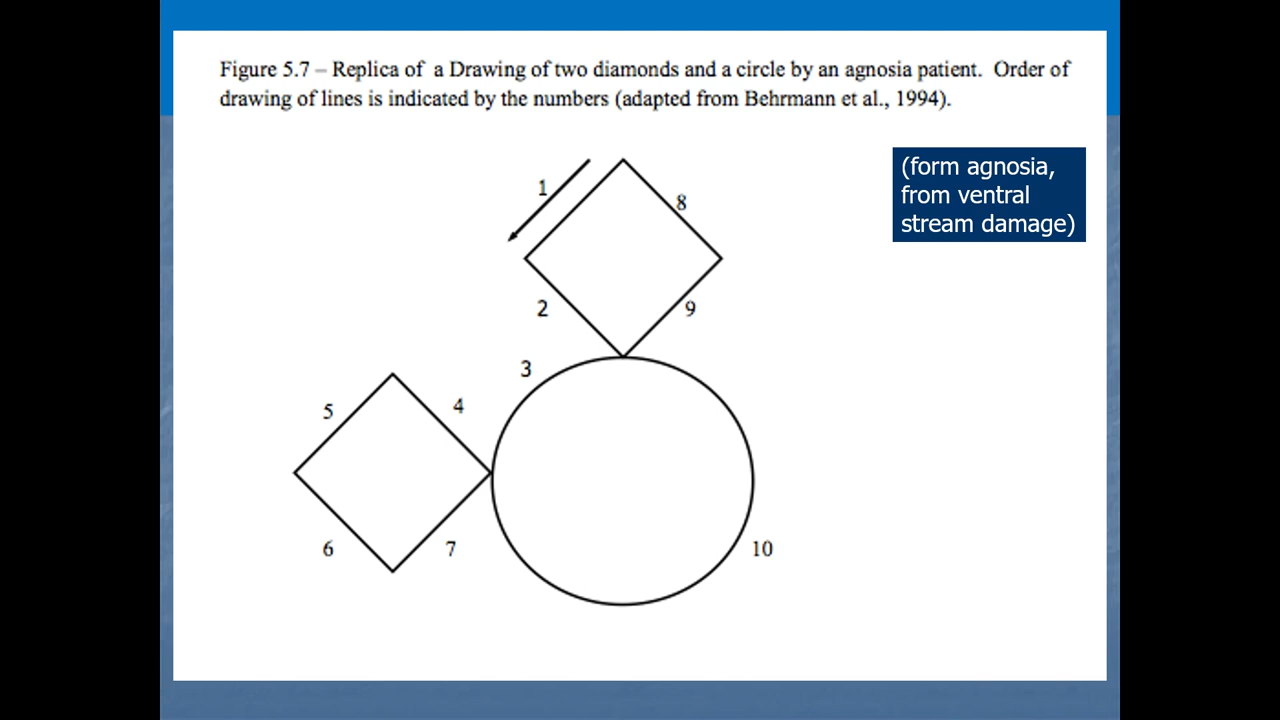 Figure 5.7 – Replica of a Drawing of two diamonds and a circle by an agnosia patient. Order of
drawing of lines is indicated by the numbers (adapted from Behrmann et al., 1994).
(form agnosia,
from ventral
stream damage)
1
8
2
9
3
5
4
6
7
10